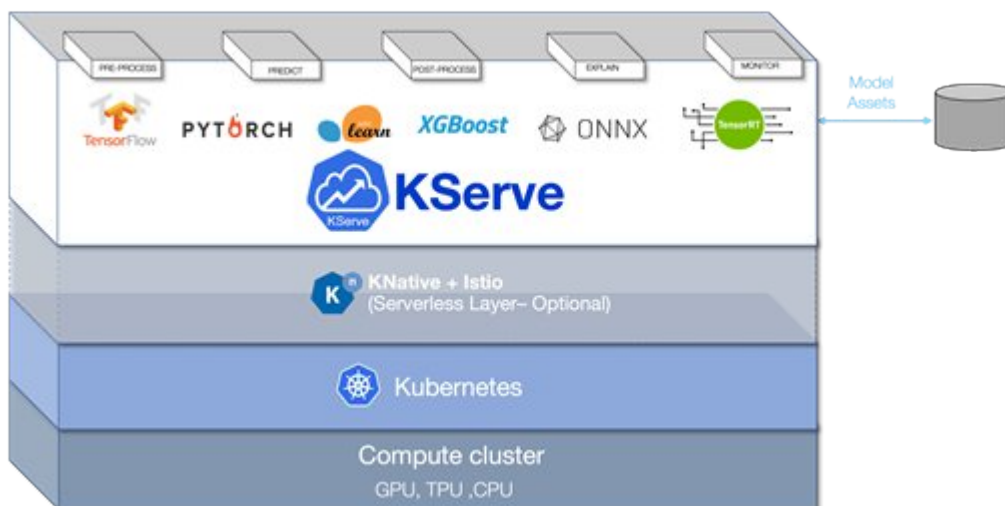 PRE-PROCESS
PREDICT
POST-PROCESS
EXPLAIN
MONITOR
TensorFlow
PYTORCH
learn
XGBoost
ONNX
TensorRT
Model
Assets
KServe
KServe
n
K
KNative + Istio
(Serverless Layer– Optional)
Kubernetes
Compute cluster
GPU, TPU ,CPU